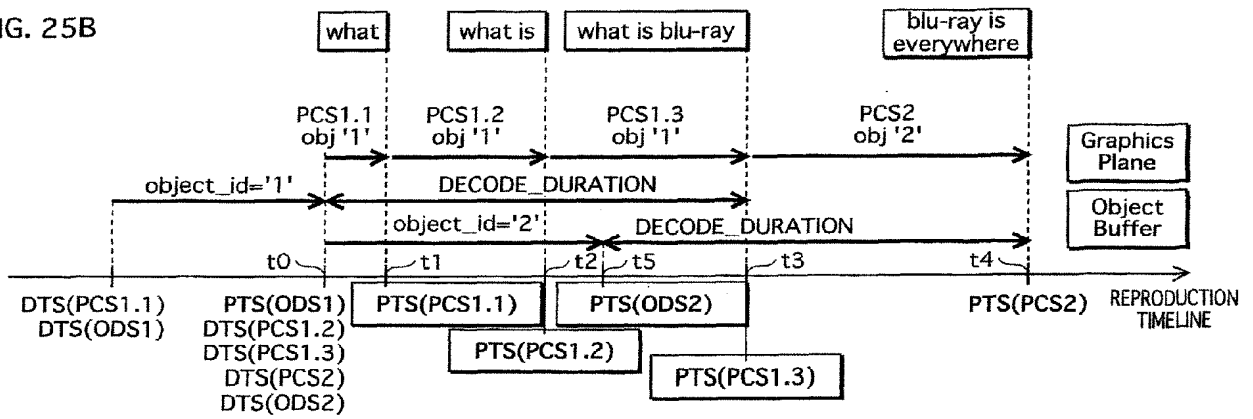 IG. 25B
what
what is
what is blu-ray
blu-ray is
everywhere
PCS1.1
obj '1'
PCS1.2
obj '1'
PCS1.3
obj '1'
PCS2
obj '2'
Graphics
Plane
object_id='1'
DECODE_DURATION
Object
Buffer
object_id='2'
DECODE_DURATION
t0
t1
t2
t5
t3
t4
DTS(PCS1.1)
DTS(ODS1)
PTS(ODS1)
DTS(PCS1.2)
DTS(PCS1.3)
DTS(PCS2)
DTS(ODS2)
PTS(PCS1.1)
PTS(PCS1.2)
PTS(ODS2)
PTS(PCS1.3)
PTS(PCS2)
REPRODUCTION
TIMELINE